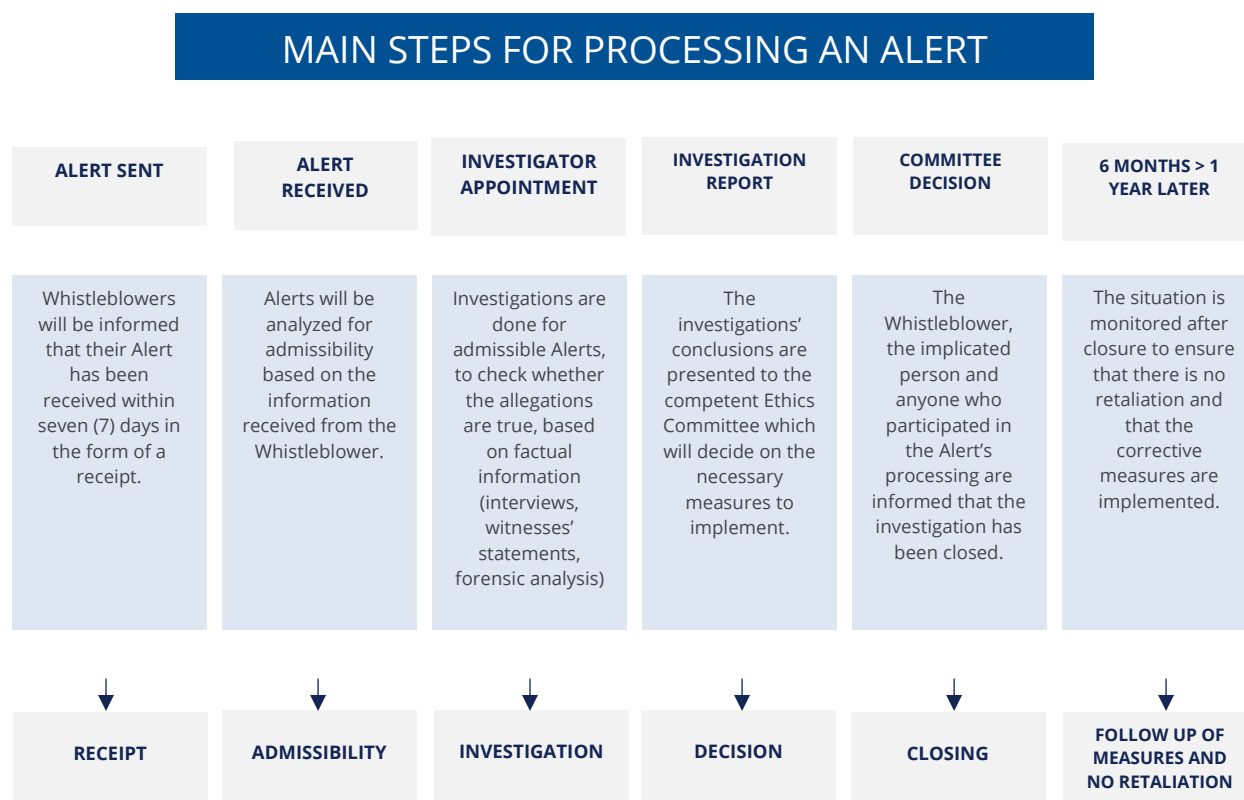 MAIN STEPS FOR PROCESSING AN ALERT
ALERT SENT
ALERT
RECEIVED
INVESTIGATOR
APPOINTMENT
INVESTIGATION
REPORT
COMMITTEE
DECISION
6 MONTHS > 1
YEAR LATER
Whistleblowers
will be informed
that their Alert
has been
received within
seven (7) days in
the form of a
receipt.
Alerts will be
analyzed for
admissibility
based on the
information
received from the
Whistleblower.
Investigations are
done for
admissible Alerts,
to check whether
the allegations
are true, based
on factual
information
(interviews,
witnesses’
statements,
forensic analysis)
The
investigations’
conclusions are
presented to the
competent Ethics
Committee which
will decide on the
necessary
measures to
implement.
The
Whistleblower,
the implicated
person and
anyone who
participated in
the Alert’s
processing are
informed that the
investigation has
been closed.
The situation is
monitored after
closure to ensure
that there is no
retaliation and
that the
corrective
measures are
implemented.
RECEIPT
ADMISSIBILITY
INVESTIGATION
DECISION
CLOSING
FOLLOW UP OF
MEASURES AND
NO RETALIATION